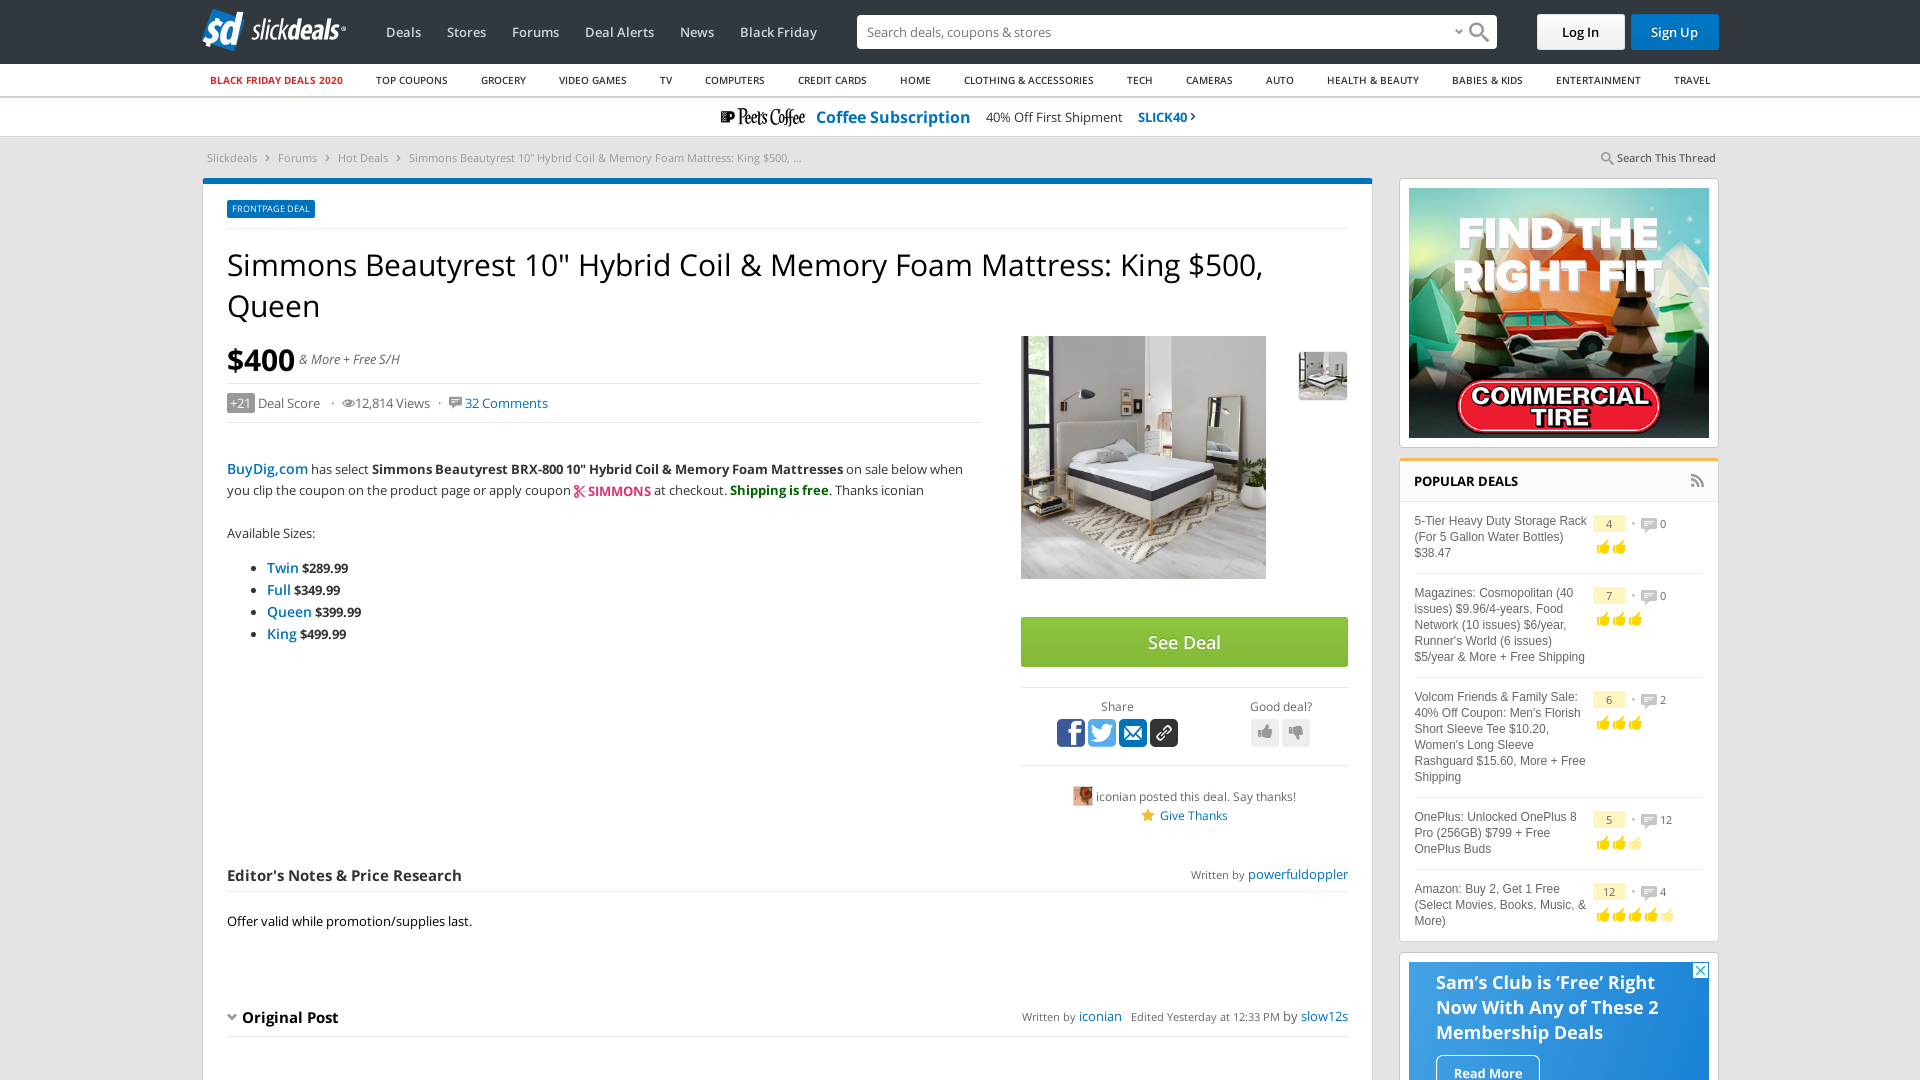 sd slickdeals
Deals
Stores
Forums
Deal Alerts
News
Black Friday
Search deals, coupons & searches
Log In
Sign Up
BLACK FRIDAY DEALS 2020
TOP COUPONS
GROCERY
VIDEO GAMES
TV
COMPUTERS
CREDIT CARDS
HOME
CLOTHING & ACCESSORIES
TECH
CAMERAS
AUTO
HEALTH & BEAUTY
BABIES & KIDS
ENTERTAINMENT
TRAVEL
Peet's Coffee Coffee Subscription 40% Off First Shipment SLICK40
Slickdeals > Forums > Hot Deals > Simmons Beautyrest 10" Hybrid Coil & Memory Foam Mattress: King $500, ...
Search This Thread
FRONTPAGE DEAL
Simmons Beautyrest 10" Hybrid Coil & Memory Foam Mattress: King $500,
Queen
$400 & More + Free S/H
+21 Deal Score · 12,814 Views · 32 Comments
BuyDig,com has select Simmons Beautyrest BRX-800 10" Hybrid Coil & Memory Foam Mattresses on sale below when
you clip the coupon on the product page or apply coupon SIMMONS at checkout. Shipping is free. Thanks iconian
Available Sizes:
• Twin $289.99
• Full $349.99
• Queen $399.99
• King $499.99
See Deal
Share
Good deal?
iconian posted this deal. Say thanks!
Give Thanks
Editor's Notes & Price Research
Written by powerfuldoppler
Offer valid while promotion/supplies last.
Original Post
Written by iconian Edited Yesterday at 12:33 PM by slow12s
FIND THE
RIGHT FIT
COMMERCIAL
TIRE
POPULAR DEALS
5-Tier Heavy Duty Storage Rack
(For 5 Gallon Water Bottles)
$38.47
4 • 0
Magazines: Cosmopolitan (40
issues) $9.96/4-years, Food
Network (10 issues) $6/year,
Runner's World (6 issues)
$5/year & More + Free Shipping
7 • 0
Volcom Friends & Family Sale:
40% Off Coupon: Men's Florish
Short Sleeve Tee $10.20,
Women's Long Sleeve
Rashguard $15.60, More + Free
Shipping
6 • 2
OnePlus: Unlocked OnePlus 8
Pro (256GB) $799 + Free
OnePlus Buds
5 • 12
Amazon: Buy 2, Get 1 Free
(Select Movies, Books, Music, &
More)
12 • 4
Sam's Club is ‘Free’ Right
Now With Any of These 2
Membership Deals
Read More